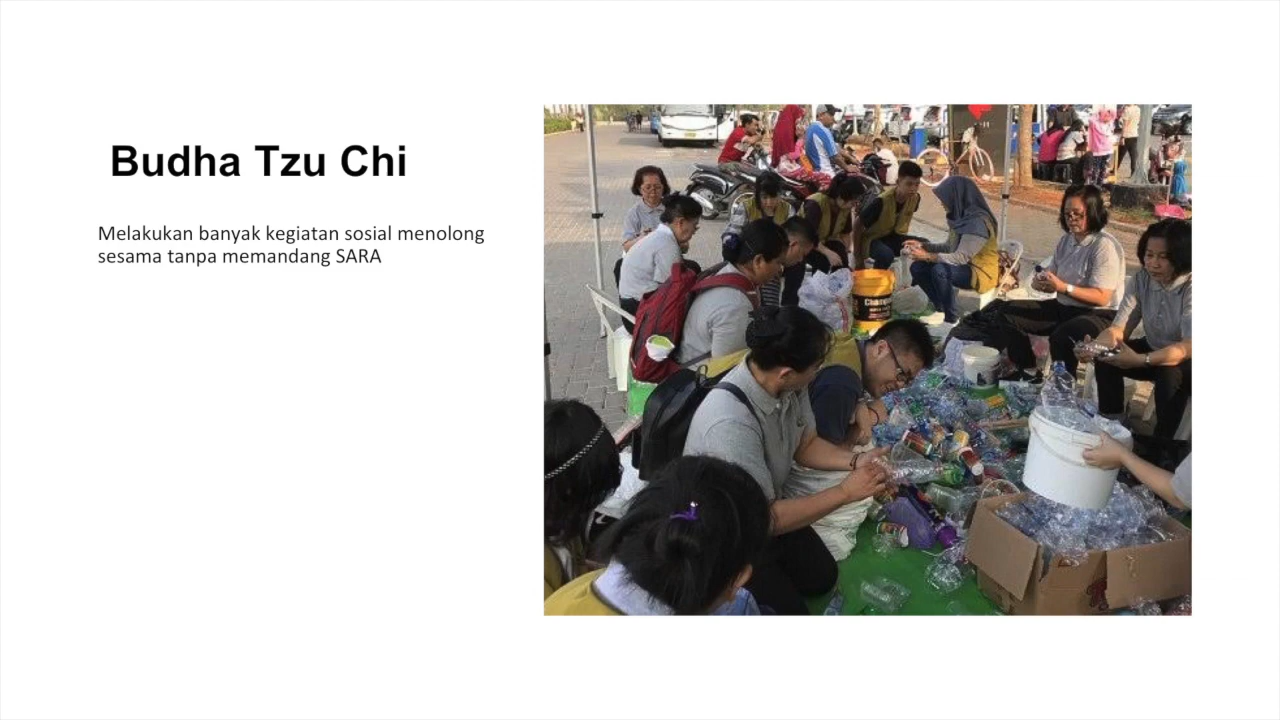 Budha Tzu Chi
Melakukan banyak kegiatan sosial menolong
sesama tanpa memandang SARA